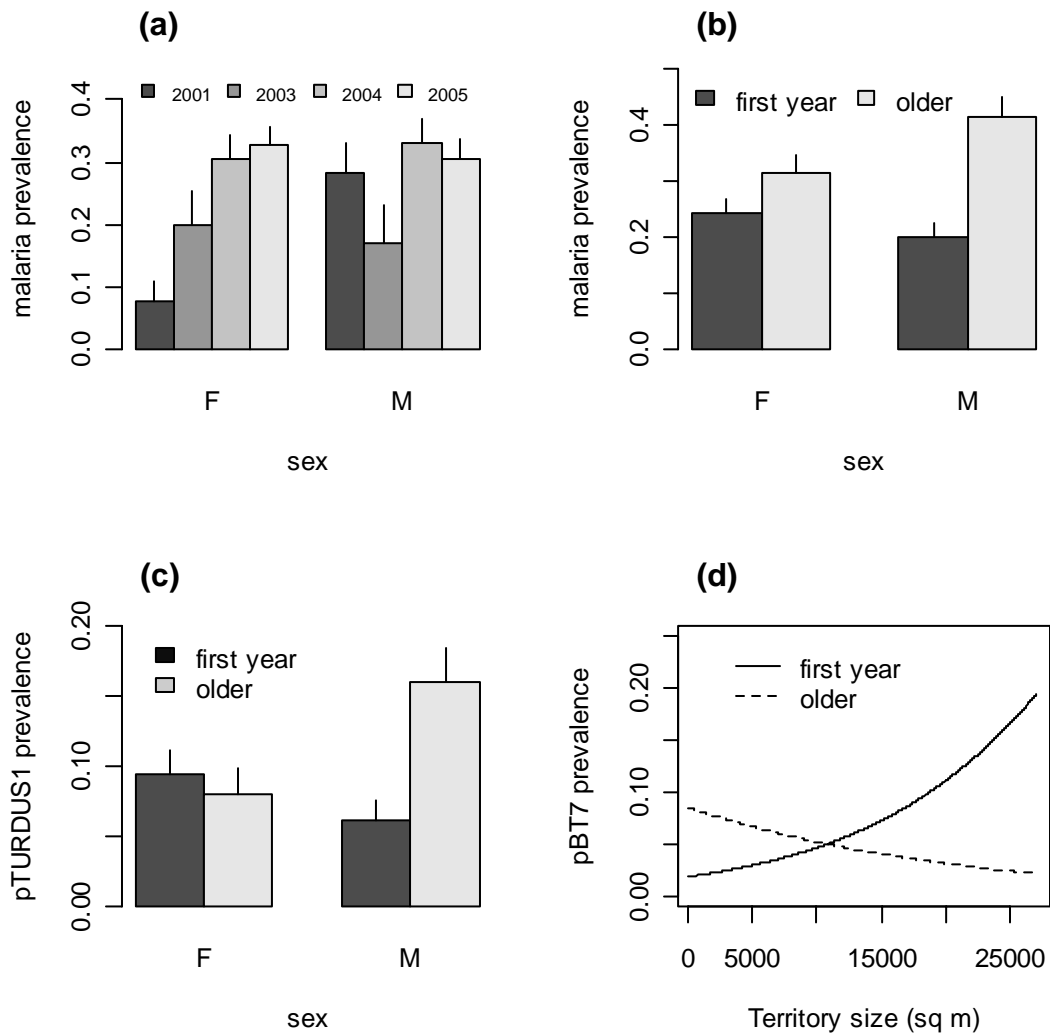 (a)
2001 2003 2004 2005
malaria prevalence
0.0 0.1 0.2 0.3 0.4
F M
sex
(b)
first year older
malaria prevalence
0.0 0.2 0.4
F M
sex
(c)
first year
older
pTURDUS1 prevalence
0.00 0.10 0.20
F M
sex
(d)
first year
older
pBT7 prevalence
0.00 0.10 0.20
0 5000 15000 25000
Territory size (sq m)